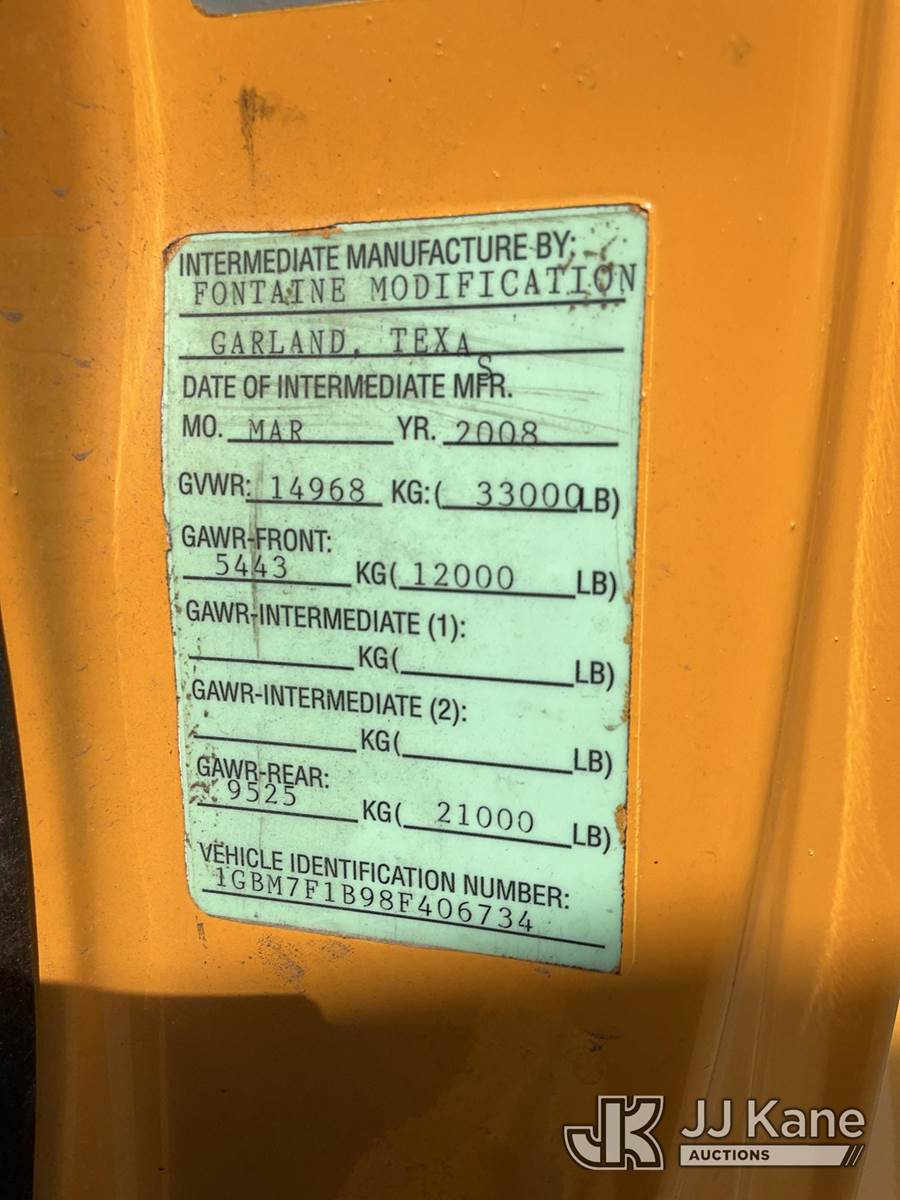 INTERMEDIATE MANUFACTURE BY:
FONTAINE MODIFICATION
GARLAND, TEXAS
DATE OF INTERMEDIATE MFR.
MO. MAR YR. 2008
GVWR: 14968 KG:( 33000 LB)
GAWR-FRONT:
5443 KG( 12000 LB)
GAWR-INTERMEDIATE (1):
KG( LB)
GAWR-INTERMEDIATE (2):
KG( LB)
GAWR-REAR:
9525 KG( 21000 LB)
VEHICLE IDENTIFICATION NUMBER:
1GBM7F1B98F406734
JK JJ Kane
AUCTIONS